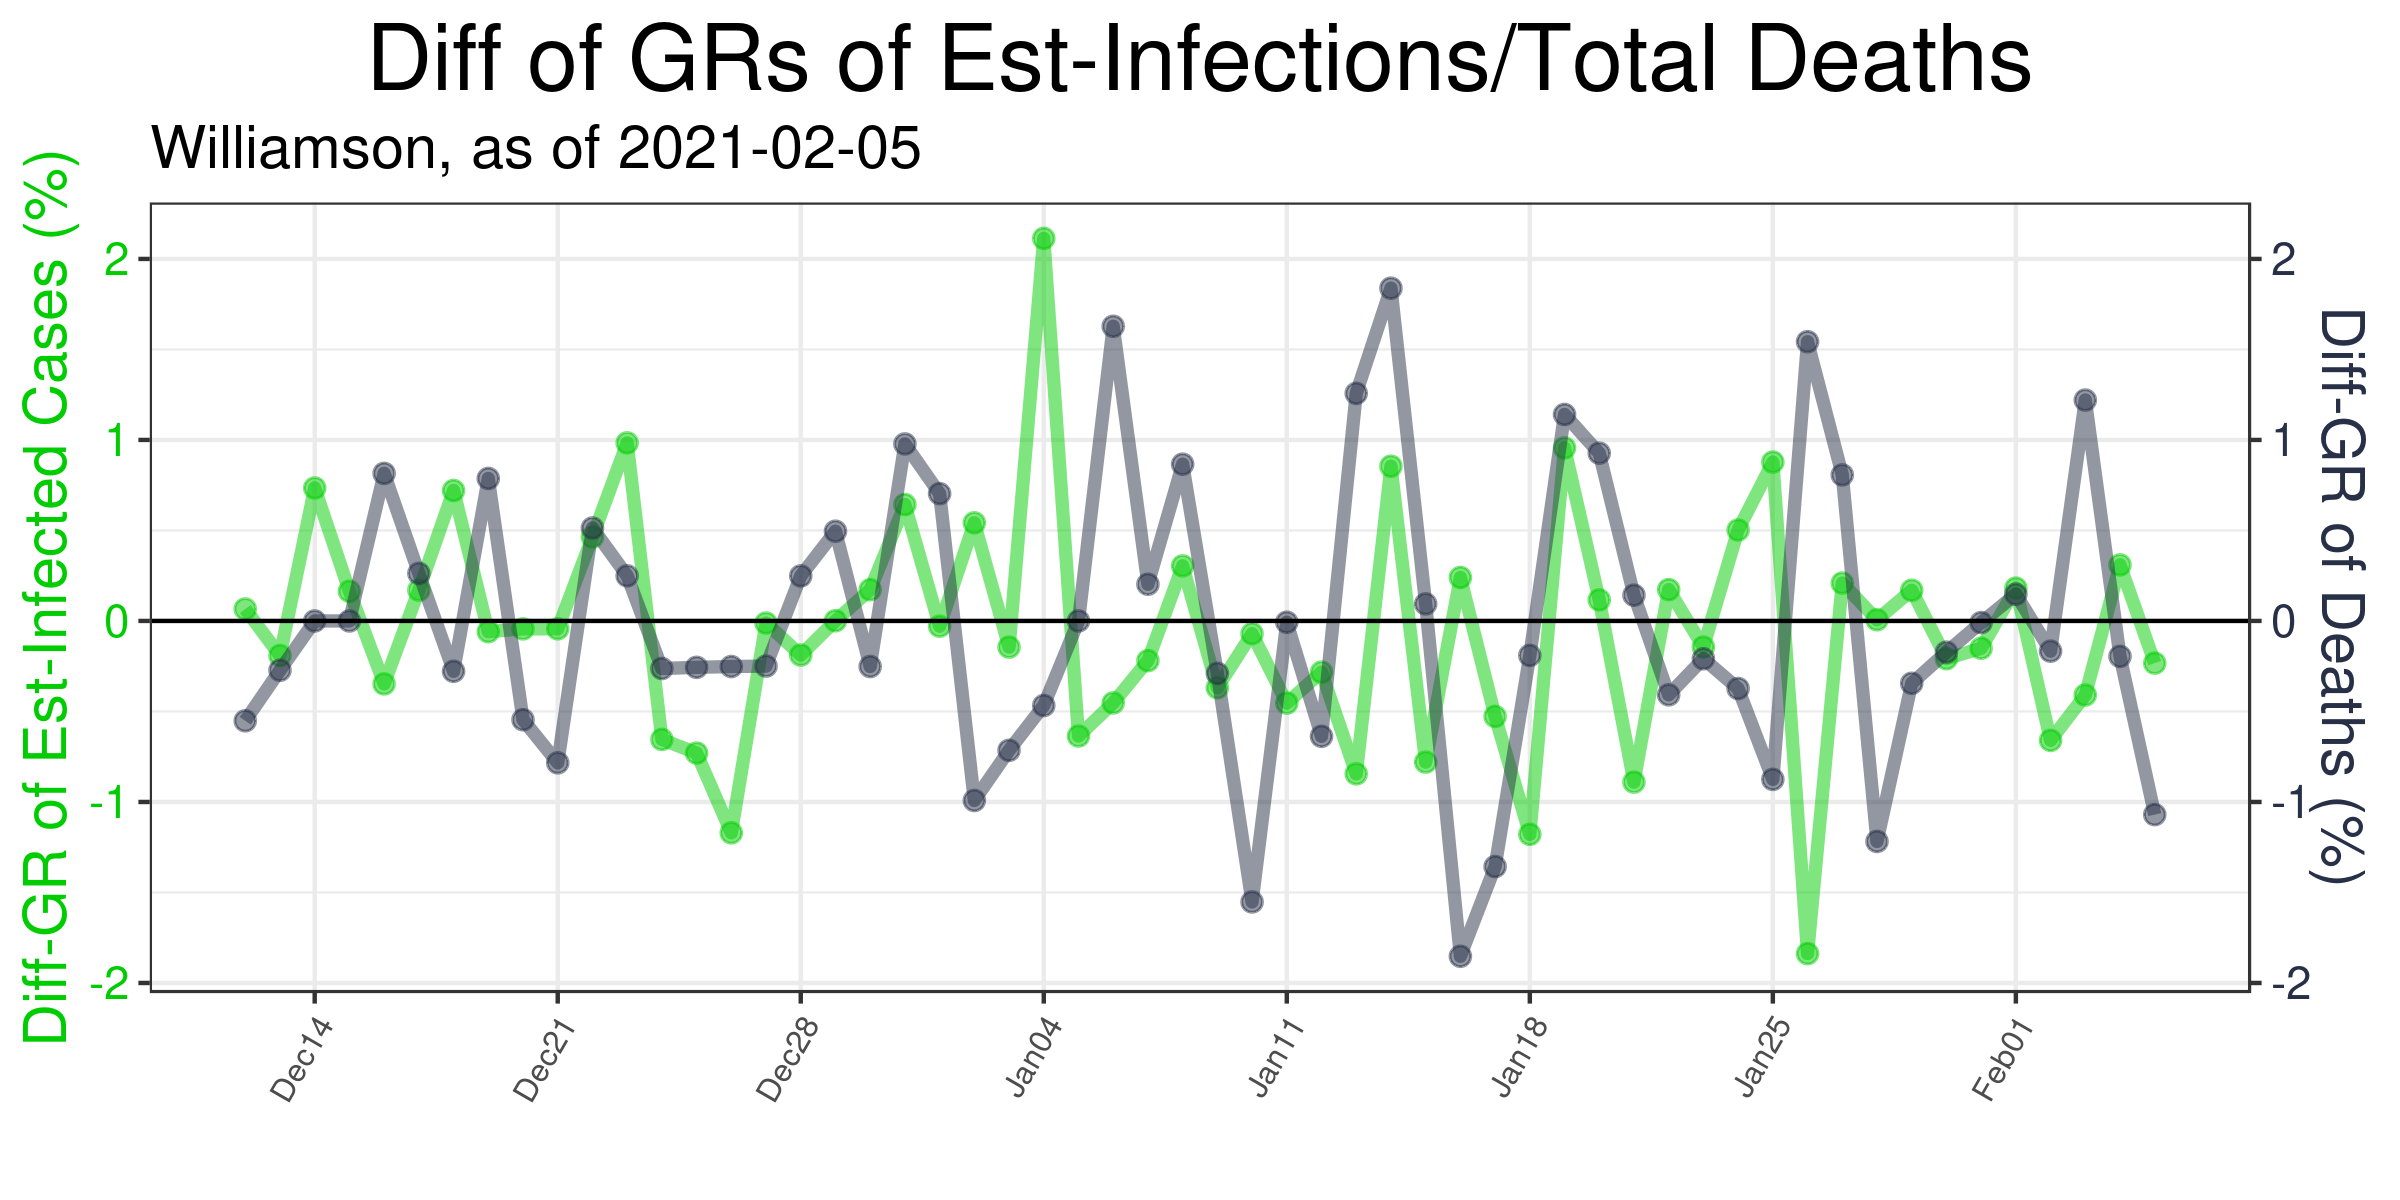 Diff of GRs of Est-Infections/Total Deaths
Williamson, as of 2021-02-05
Diff-GR of Est-Infected Cases (%)
2
1
0
-1
-2
2
1
0
-1
-2
Diff-GR of Deaths (%)
Dec14
Dec21
Dec28
Jan04
Jan11
Jan18
Jan25
Feb01